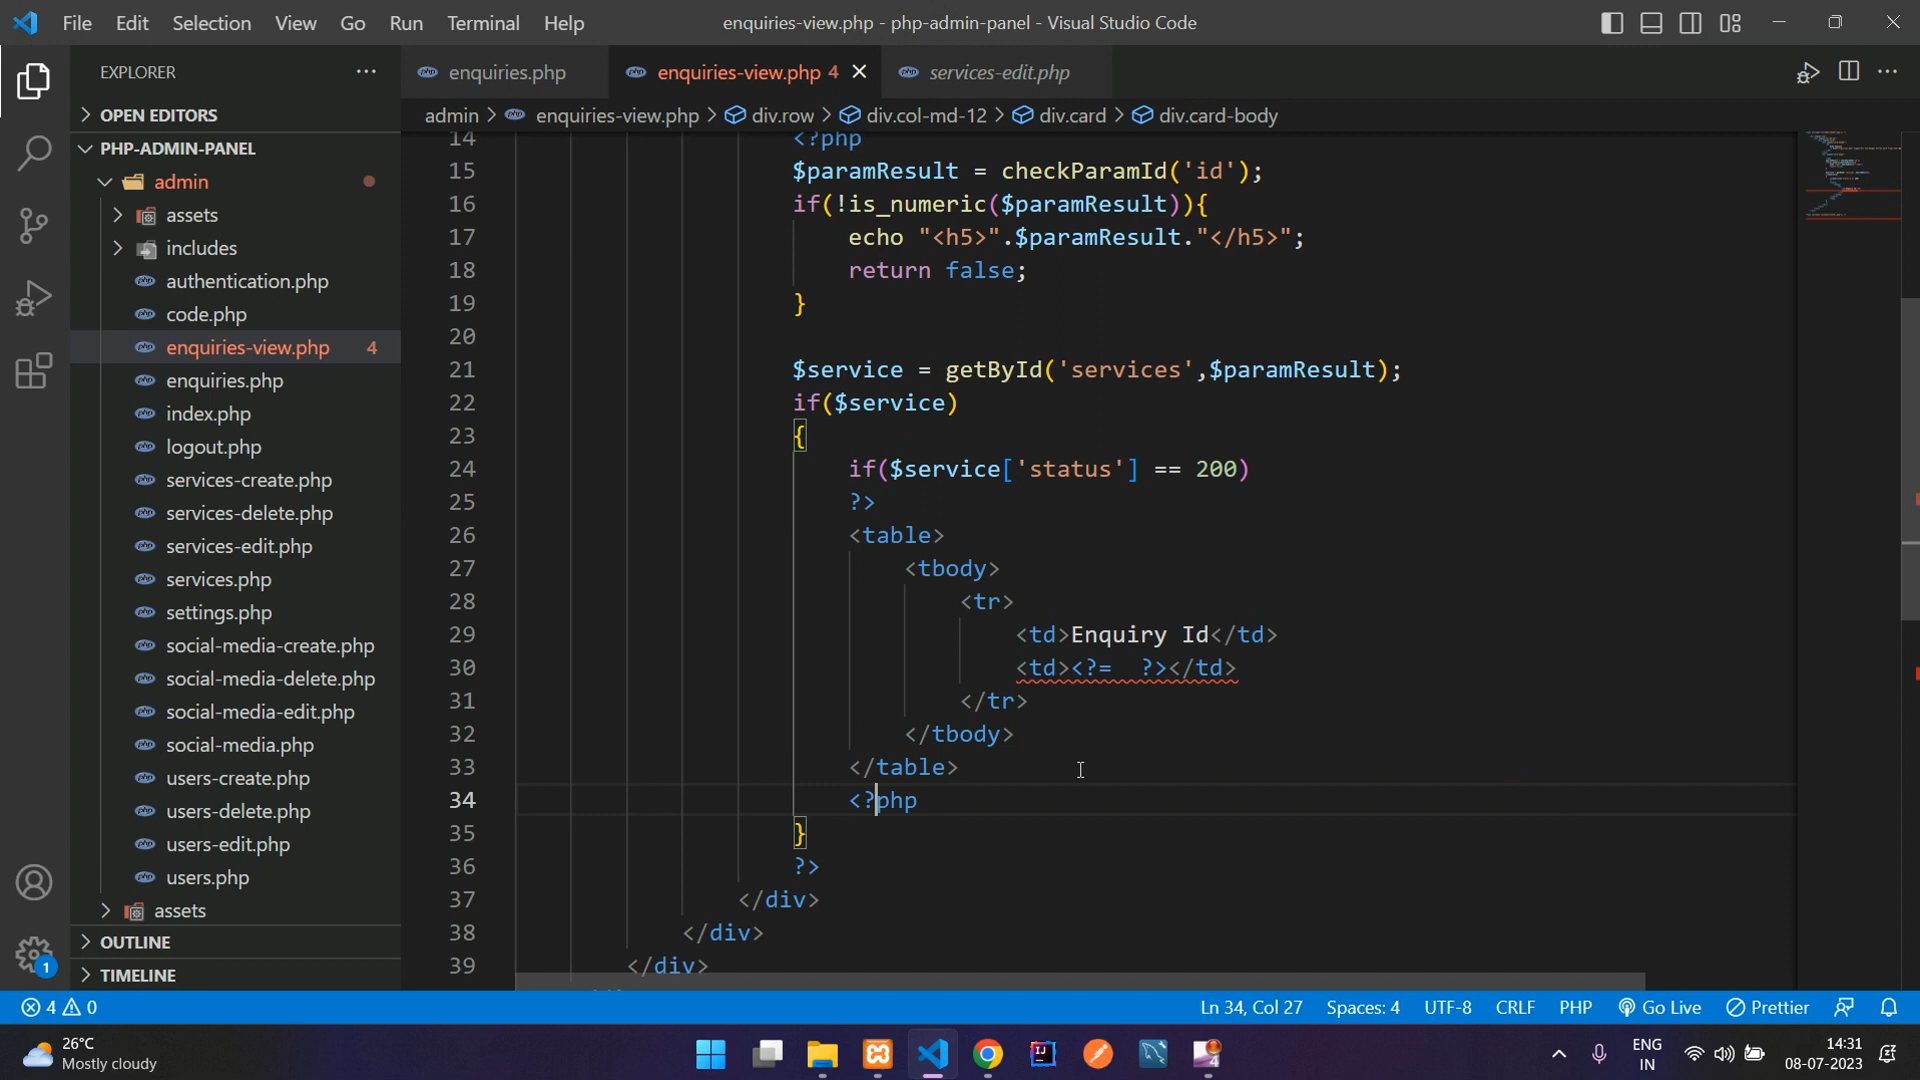 File Edit Selection View Go Run Terminal Help
enquiries-view.php - php-admin-panel - Visual Studio Code
EXPLORER
OPEN EDITORS
PHP-ADMIN-PANEL
admin
assets
includes
authentication.php
code.php
enquiries-view.php 4
enquiries.php
index.php
logout.php
services-create.php
services-delete.php
services-edit.php
services.php
settings.php
social-media-create.php
social-media-delete.php
social-media-edit.php
social-media.php
users-create.php
users-delete.php
users-edit.php
users.php
assets
OUTLINE
TIMELINE
1
enquiries.php
enquiries-view.php 4
services-edit.php
admin > enquiries-view.php > div.row > div.col-md-12 > div.card > div.card-body
14 <?php
15 $paramResult = checkParamId('id');
16 if(!is_numeric($paramResult)){
17 echo "<h5>".$paramResult."</h5>";
18 return false;
19 }
20
21 $service = getById('services',$paramResult);
22 if($service)
23 {
24 if($service['status'] == 200)
25 ?>
26 <table>
27 <tbody>
28 <tr>
29 <td>Enquiry Id</td>
30 <td><?=  ?></td>
31 </tr>
32 </tbody>
33 </table>
34 <?php
35 }
36 ?>
37 </div>
38 </div>
39 </div>
4 0
Ln 34, Col 27 Spaces: 4 UTF-8 CRLF PHP Go Live Prettier
26°C
Mostly cloudy
ENG
IN
14:31
08-07-2023